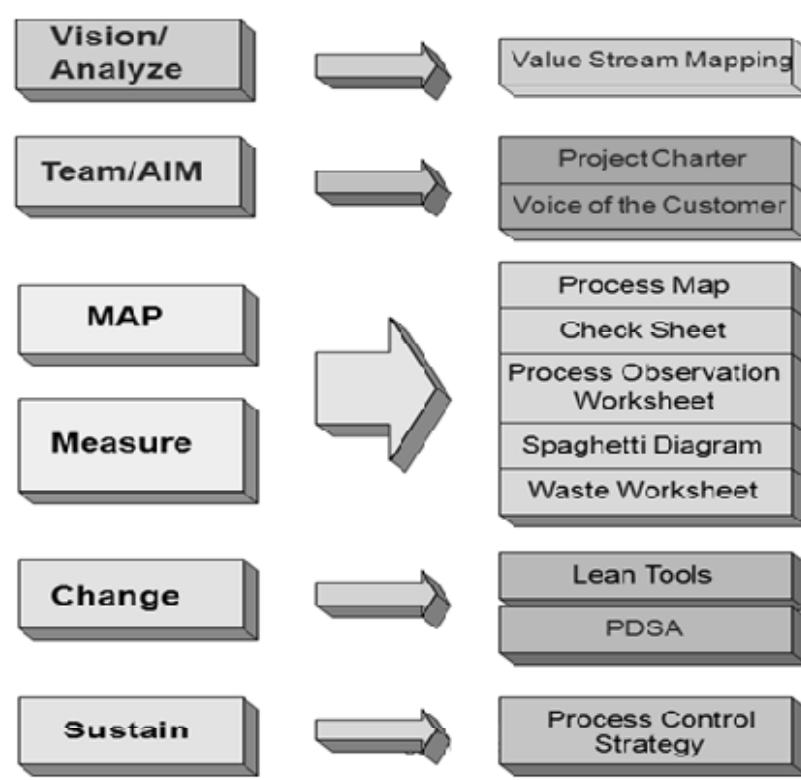 Vision/
Analyze
Value Stream Mapping
Team/AIM
Project Charter
Voice of the Customer
MAP
Measure
Process Map
Check Sheet
Process Observation
Worksheet
Spaghetti Diagram
Waste Worksheet
Change
Lean Tools
PDSA
Sustain
Process Control
Strategy